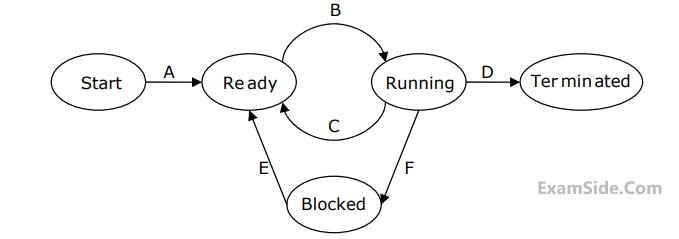 B
Start
A
Ready
Running
D
Terminated
C
E
F
Blocked
ExamSide.Com